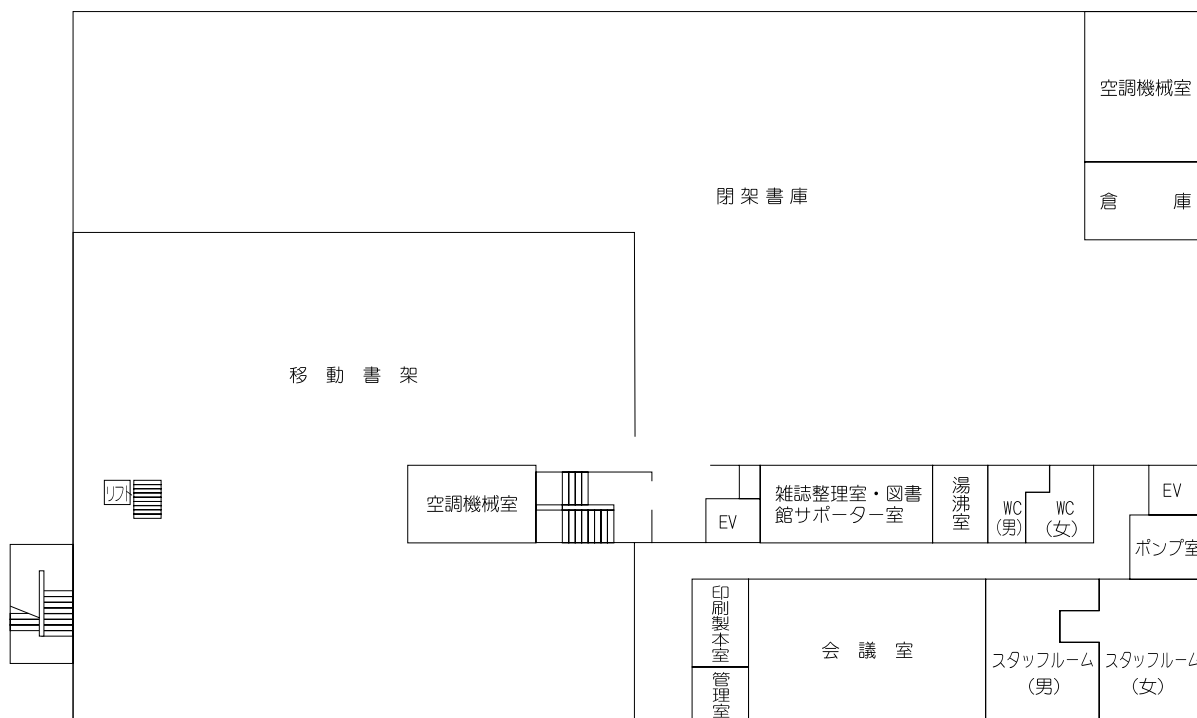 空調機械室
閉架書庫
倉庫
移動書架
リフト
空調機械室
EV
雑誌整理室・図書
館サポーター室
湯沸室
WC
(男)
WC
(女)
EV
ポンプ室
印刷製本室
管理室
会議室
スタッフルーム
(男)
スタッフルーム
(女)